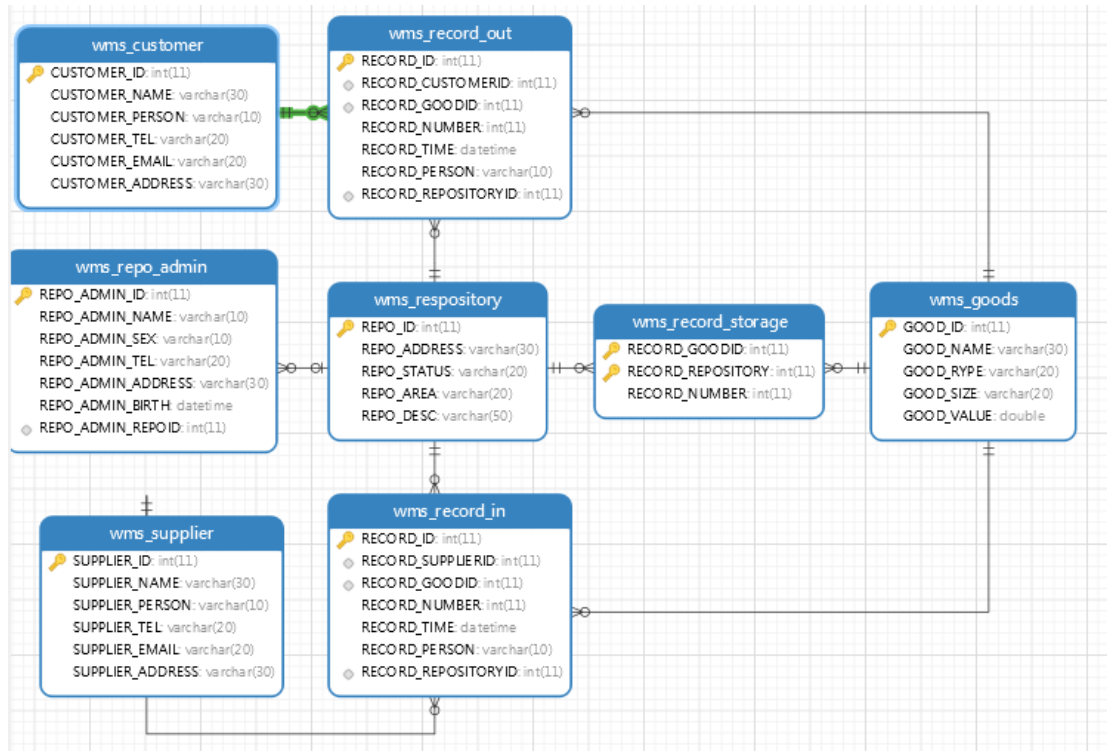 wms_customer
CUSTOMER_ID: int(11)
CUSTOMER_NAME: varchar(30)
CUSTOMER_PERSON: varchar(10)
CUSTOMER_TEL: varchar(20)
CUSTOMER_EMAIL: varchar(20)
CUSTOMER_ADDRESS: varchar(30)
wms_record_out
RECORD_ID: int(11)
RECORD_CUSTOMERID: int(11)
RECORD_GOODID: int(11)
RECORD_NUMBER: int(11)
RECORD_TIME: datetime
RECORD_PERSON: varchar(10)
RECORD_REPOSITORYID: int(11)
wms_repo_admin
REPO_ADMIN_ID: int(11)
REPO_ADMIN_NAME: varchar(10)
REPO_ADMIN_SEX: varchar(10)
REPO_ADMIN_TEL: varchar(20)
REPO_ADMIN_ADDRESS: varchar(30)
REPO_ADMIN_BIRTH: datetime
REPO_ADMIN_REPOID: int(11)
wms_respository
REPO_ID: int(11)
REPO_ADDRESS: varchar(30)
REPO_STATUS: varchar(20)
REPO_AREA: varchar(20)
REPO_DESC: varchar(50)
wms_record_storage
RECORD_GOODID: int(11)
RECORD_REPOSITORY: int(11)
RECORD_NUMBER: int(11)
wms_goods
GOOD_ID: int(11)
GOOD_NAME: varchar(30)
GOOD_RYPE: varchar(20)
GOOD_SIZE: varchar(20)
GOOD_VALUE: double
wms_supplier
SUPPLIER_ID: int(11)
SUPPLIER_NAME: varchar(30)
SUPPLIER_PERSON: varchar(10)
SUPPLIER_TEL: varchar(20)
SUPPLIER_EMAIL: varchar(20)
SUPPLIER_ADDRESS: varchar(30)
wms_record_in
RECORD_ID: int(11)
RECORD_SUPPLIERID: int(11)
RECORD_GOODID: int(11)
RECORD_NUMBER: int(11)
RECORD_TIME: datetime
RECORD_PERSON: varchar(10)
RECORD_REPOSITORYID: int(11)